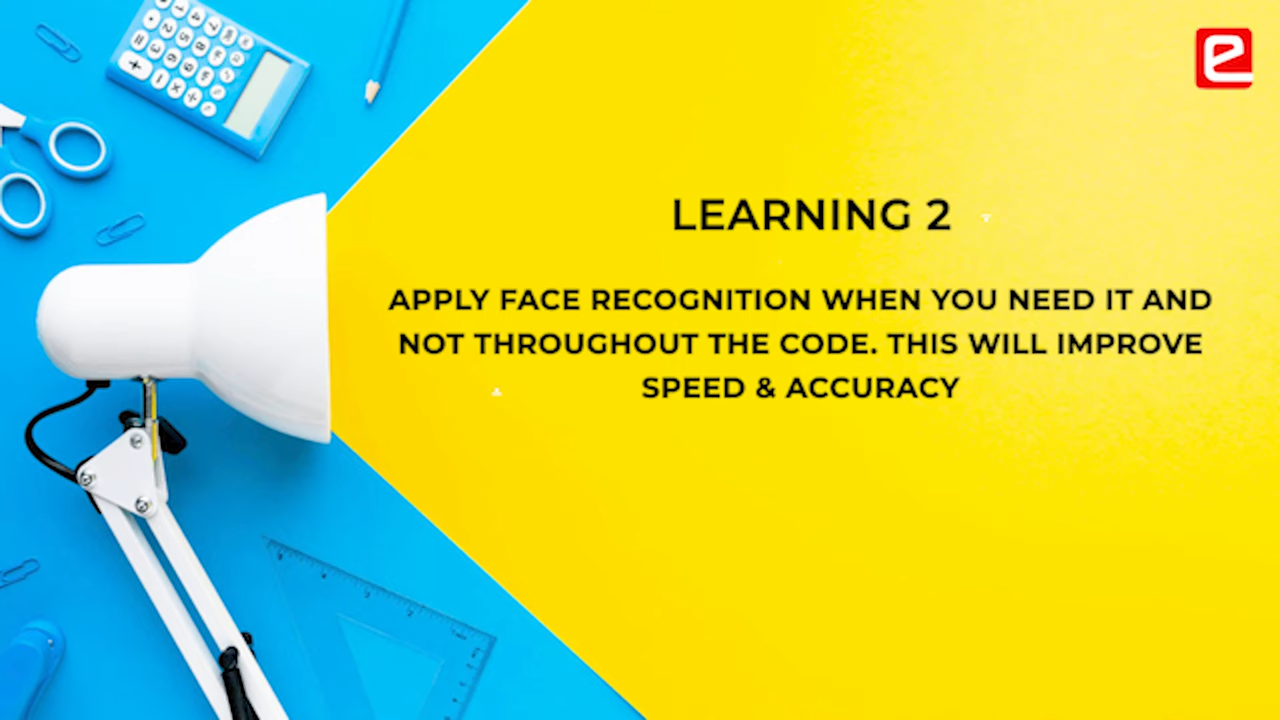 LEARNING 2
APPLY FACE RECOGNITION WHEN YOU NEED IT AND
NOT THROUGHOUT THE CODE. THIS WILL IMPROVE
SPEED & ACCURACY
e